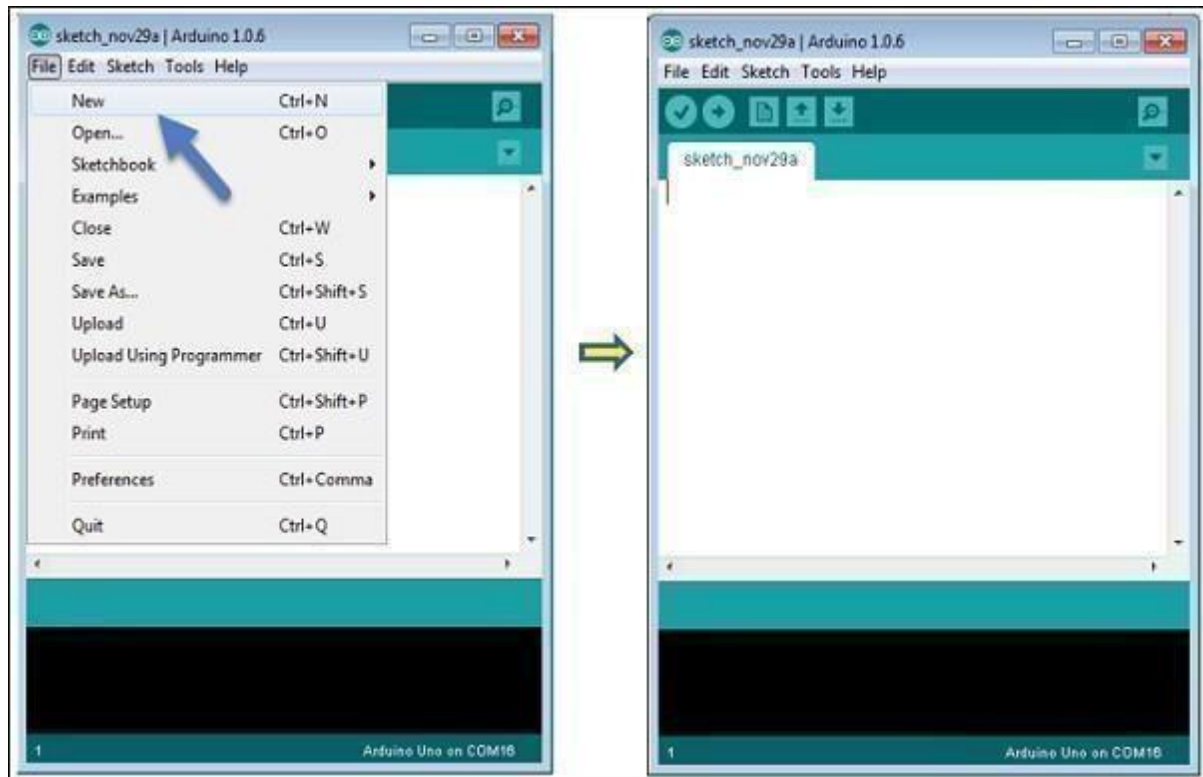 sketch_nov29a | Arduino 1.0.6
File Edit Sketch Tools Help
New Ctrl+N
Open... Ctrl+O
Sketchbook
Examples
Close Ctrl+W
Save Ctrl+S
Save As... Ctrl+Shift+S
Upload Ctrl+U
Upload Using Programmer Ctrl+Shift+U
Page Setup Ctrl+Shift+P
Print Ctrl+P
Preferences Ctrl+Comma
Quit Ctrl+Q
1 Arduino Uno on COM16
sketch_nov29a | Arduino 1.0.6
File Edit Sketch Tools Help
sketch_nov29a
1 Arduino Uno on COM16